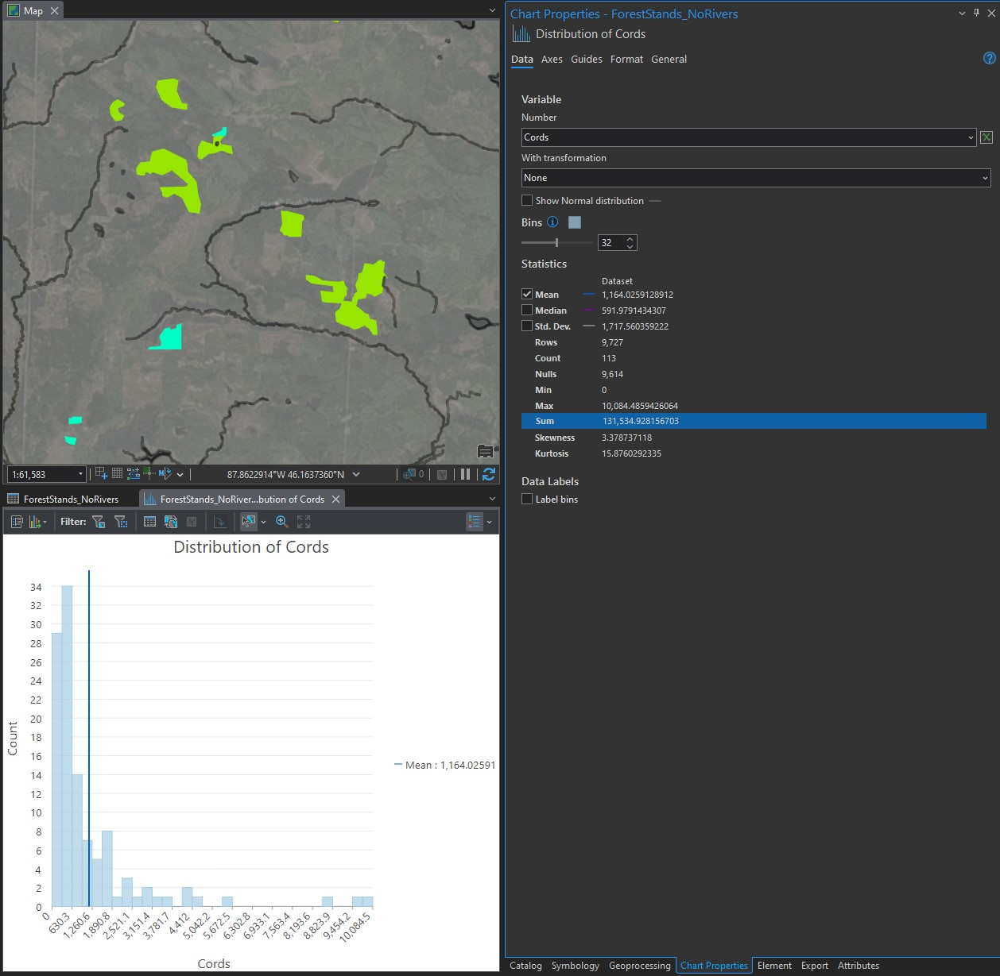 Map
1:61,583
87.8622914°W 46.1637360°N
0
ForestStands_NoRivers
ForestStands_NoRiver...bution of Cords
Filter:
Distribution of Cords
34
32
30
28
26
24
22
20
18
16
14
12
10
8
6
4
2
0
Count
0
630.3
1,260.6
1,890.8
2,521.1
3,151.4
3,781.7
4,412
5,042.2
5,672.5
6,302.8
6,933.1
7,563.4
8,193.6
8,823.9
9,454.2
10,084.5
Cords
Mean : 1,164.02591
Chart Properties - ForestStands_NoRivers
Distribution of Cords
Data Axes Guides Format General
Variable
Number
Cords
With transformation
None
Show Normal distribution
Bins
32
Statistics
Dataset
Mean 1,164.0259128912
Median 591.9791434307
Std. Dev. 1,717.560359222
Rows 9,727
Count 113
Nulls 9,614
Min 0
Max 10,084.4859426064
Sum 131,534.928156703
Skewness 3.378737118
Kurtosis 15.8760292335
Data Labels
Label bins
Catalog Symbology Geoprocessing Chart Properties Element Export Attributes